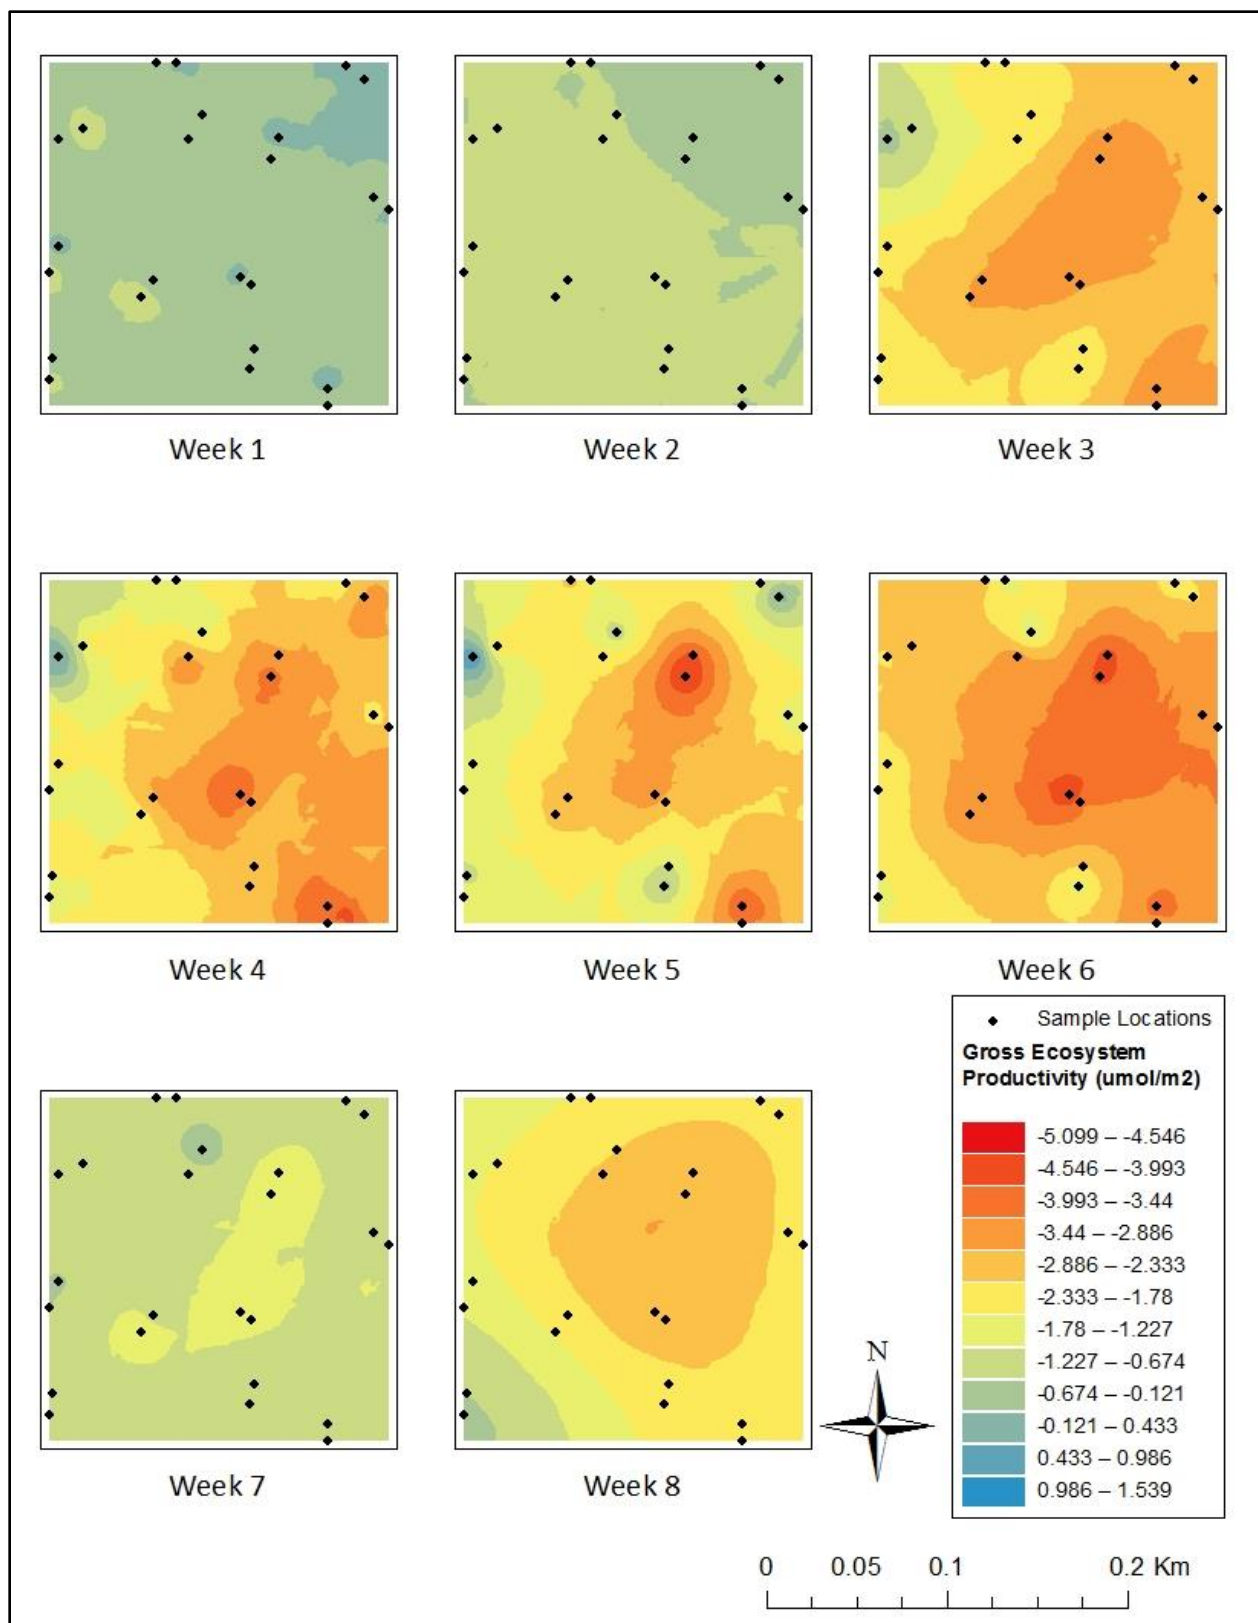 Week 1
Week 2
Week 3
Week 4
Week 5
Week 6
Sample Locations
Gross Ecosystem
Productivity (umol/m2)
-5.099 – -4.546
-4.546 – -3.993
-3.993 – -3.44
-3.44 – -2.886
-2.886 – -2.333
-2.333 – -1.78
-1.78 – -1.227
-1.227 – -0.674
-0.674 – -0.121
-0.121 – 0.433
0.433 – 0.986
0.986 – 1.539
N
Week 7
Week 8
0 0.05 0.1 0.2 Km